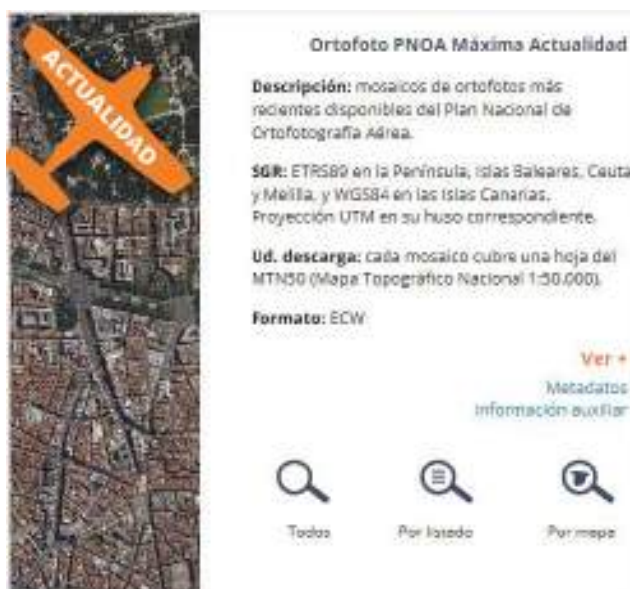 ACTUALIDAD
Ortofoto PNOA Máxima Actualidad
Descripción: mosaicos de ortofotos más
recientes disponibles del Plan Nacional de
Ortofotografía Aérea.
SGR: ETRS89 en la Península, Islas Baleares, Ceuta
y Melilla, y WGS84 en las Islas Canarias.
Proyección UTM en su huso correspondiente.
Ud. descarga: cada mosaico cubre una hoja del
MTN50 (Mapa Topográfico Nacional 1:50.000).
Formato: ECW
Ver +
Metadatos
Información auxiliar
Todos
Por listado
Por mapa